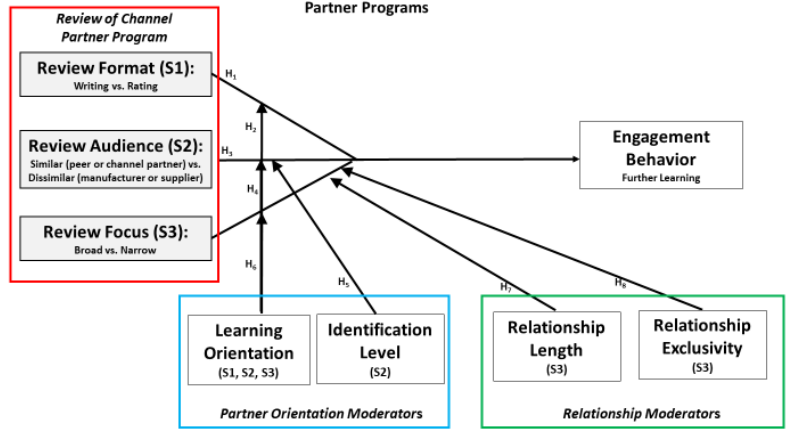 Partner Programs
Review of Channel
Partner Program
Review Format (S1):
Writing vs. Rating
H1
H2
Review Audience (S2):
Similar (peer or channel partner) vs.
Dissimilar (manufacturer or supplier)
H3
Engagement
Behavior
Further Learning
H4
Review Focus (S3):
Broad vs. Narrow
H6
H5
H7
H8
Learning
Orientation
(S1, S2, S3)
Identification
Level
(S2)
Relationship
Length
(S3)
Relationship
Exclusivity
(S3)
Partner Orientation Moderators
Relationship Moderators